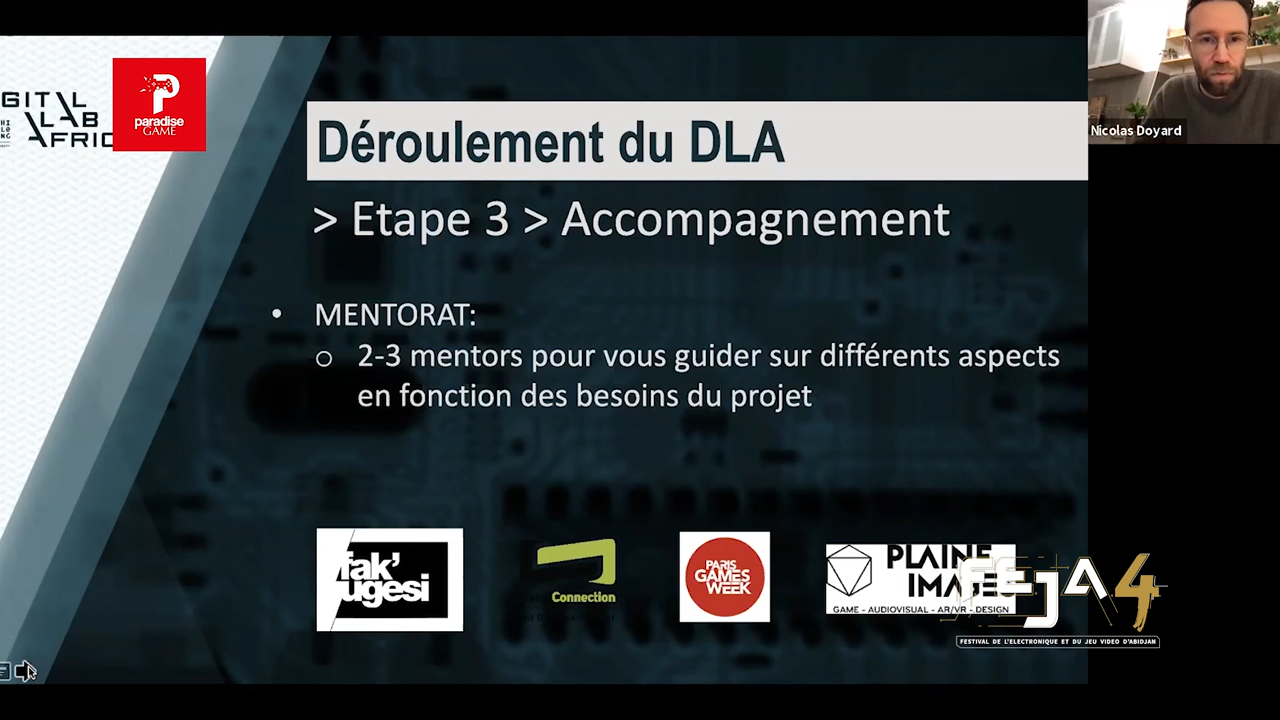 GITAL
LAB
AFRIC
paradise
GAME
Nicolas Doyard
Déroulement du DLA
> Etape 3 > Accompagnement
• MENTORAT:
o 2-3 mentors pour vous guider sur différents aspects
en fonction des besoins du projet
fak'
ugesi
Connection
PARIS
GAMES
WEEK
PLAINE
IMAGES
GAME - AUDIOVISUAL - AR/VR - DESIGN
FEJA4
FESTIVAL DE L'ELECTRONIQUE ET DU JEU VIDEO D'ABIDJAN